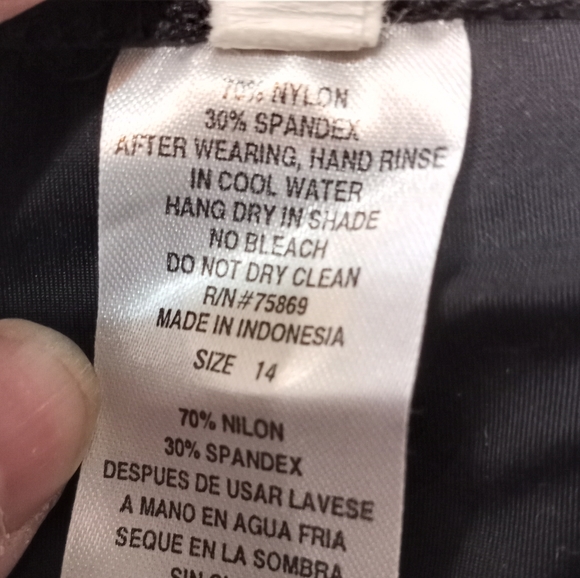 70% NYLON
30% SPANDEX
AFTER WEARING, HAND RINSE
IN COOL WATER
HANG DRY IN SHADE
NO BLEACH
DO NOT DRY CLEAN
R/N#75869
MADE IN INDONESIA
SIZE 14
70% NILON
30% SPANDEX
DESPUES DE USAR LAVESE
A MANO EN AGUA FRIA
SEQUE EN LA SOMBRA
SIN